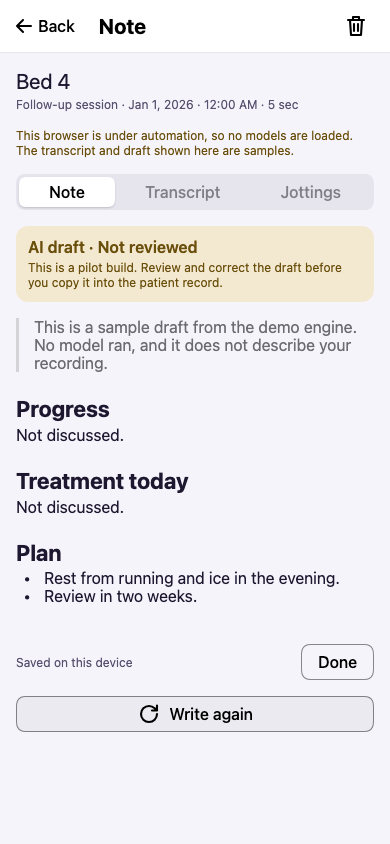 Back Note
Bed 4
Follow-up session · Jan 1, 2026 · 12:00 AM · 5 sec
This browser is under automation, so no models are loaded.
The transcript and draft shown here are samples.
Note Transcript Jottings
AI draft · Not reviewed
This is a pilot build. Review and correct the draft before
you copy it into the patient record.
This is a sample draft from the demo engine.
No model ran, and it does not describe your
recording.
Progress
Not discussed.
Treatment today
Not discussed.
Plan
• Rest from running and ice in the evening.
• Review in two weeks.
Saved on this device Done
Write again